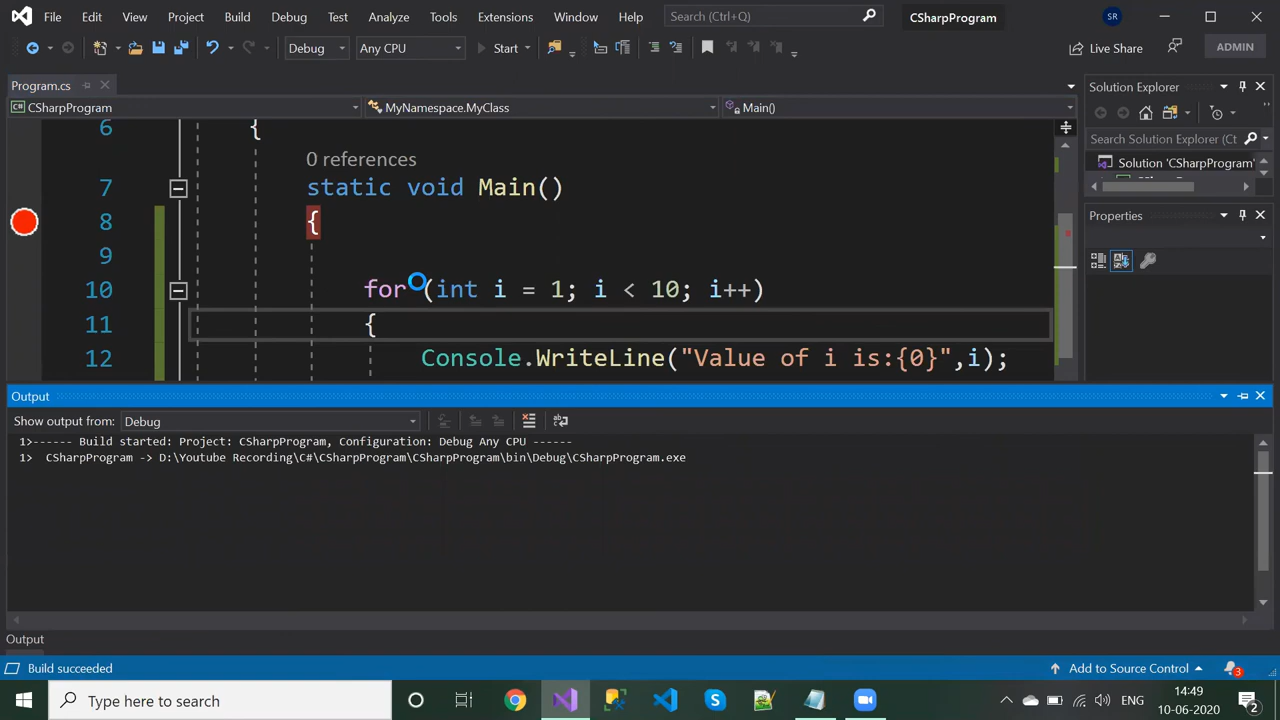 File Edit View Project Build Debug Test Analyze Tools Extensions Window Help Search (Ctrl+Q) CSharpProgram SR
Debug Any CPU Start Live Share ADMIN
Program.cs Solution Explorer
CSharpProgram MyNamespace.MyClass Main()
Search Solution Explorer (Ct
6 {
0 references
Solution 'CSharpProgram'
7 static void Main()
Properties
8 {
9
10 for (int i = 1; i < 10; i++)
11 {
12 Console.WriteLine("Value of i is:{0}",i);
Output
Show output from: Debug
1>------ Build started: Project: CSharpProgram, Configuration: Debug Any CPU ------
1> CSharpProgram -> D:\Youtube Recording\C#\CSharpProgram\CSharpProgram\bin\Debug\CSharpProgram.exe
Output
Build succeeded Add to Source Control 3
Type here to search ENG 14:49
10-06-2020 2